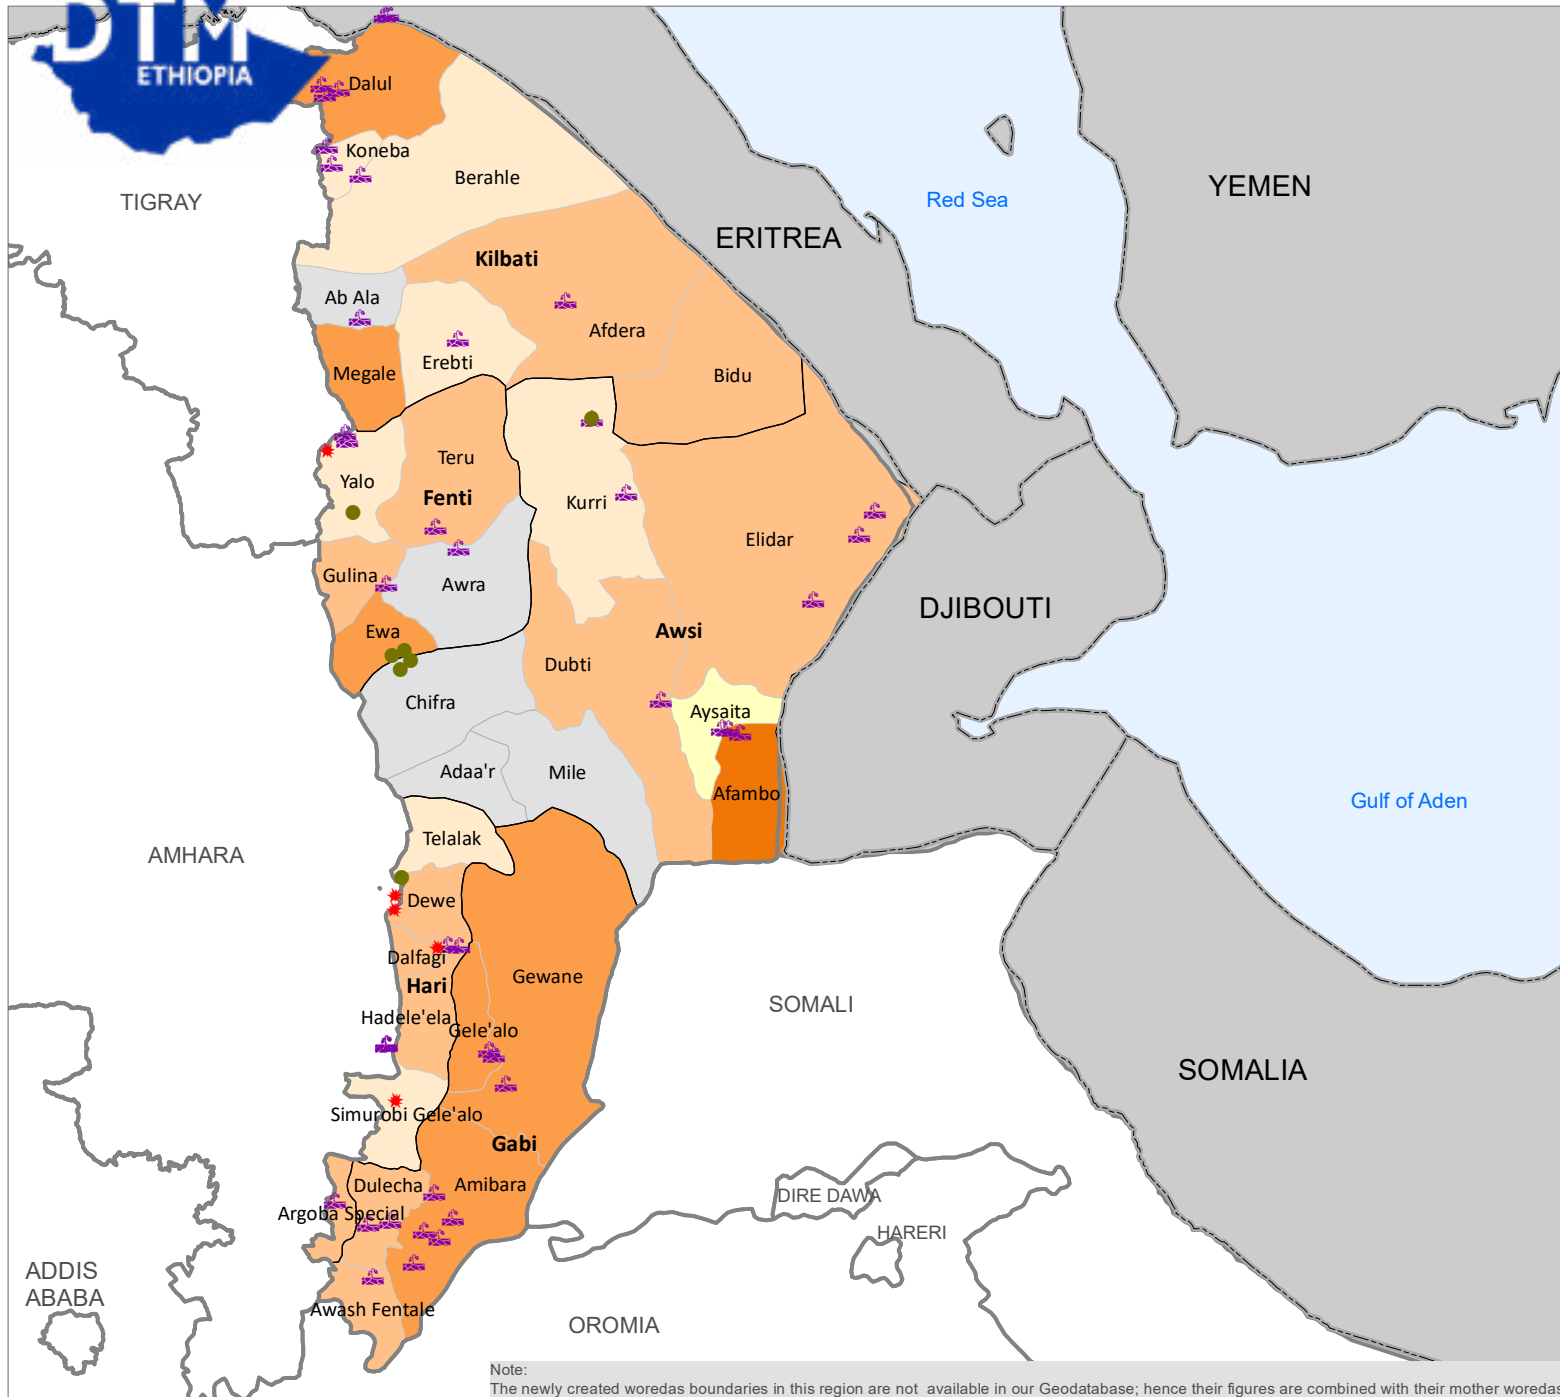 DTM
ETHIOPIA
Dalul
Koneba
Berahle
TIGRAY
YEMEN
Red Sea
ERITREA
Kilbati
Ab Ala
Afdera
Erebti
Megale
Bidu
Teru
Yalo
Fenti
Kurri
Elidar
Gulina
Awra
DJIBOUTI
Ewa
Awsi
Dubti
Chifra
Aysaita
Adaa'r
Mile
Afambo
Gulf of Aden
Telalak
AMHARA
Dewe
Dalfagi
Gewane
Hari
SOMALI
Hadele'ela
Gele'alo
SOMALIA
Simurobi Gele'alo
Gabi
Dulecha
Amibara
DIRE DAWA
Argoba Special
HARERI
ADDIS
ABABA
Awash Fentale
OROMIA
Note:
The newly created woredas boundaries in this region are not available in our Geodatabase; hence their figures are combined with their mother woredas